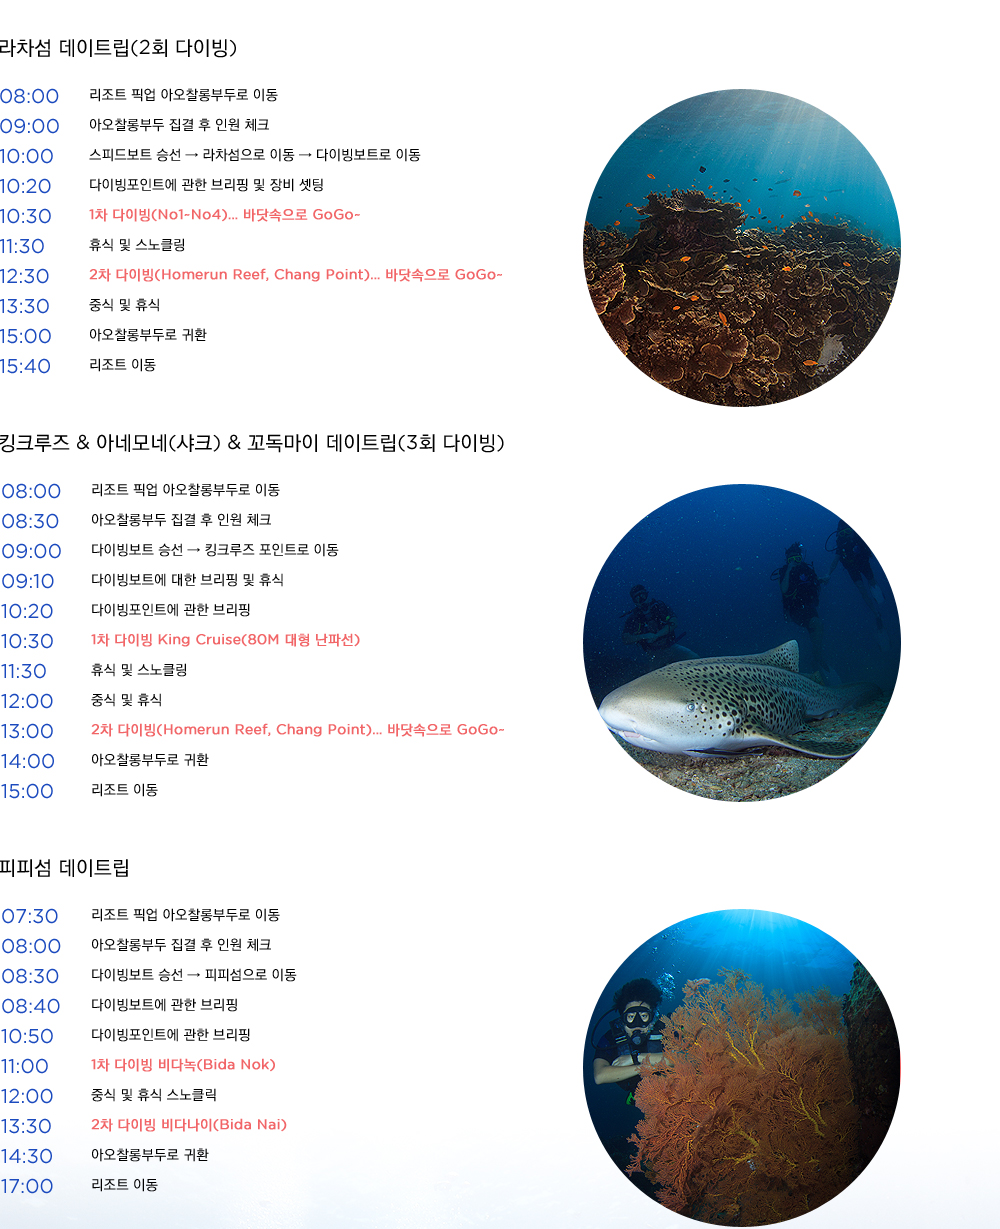 라차섬 데이트립(2회 다이빙)
08:00 리조트 픽업 아오찰롱부두로 이동
09:00 아오찰롱부두 집결 후 인원 체크
10:00 스피드보트 승선 → 라차섬으로 이동 → 다이빙보트로 이동
10:20 다이빙포인트에 관한 브리핑 및 장비 셋팅
10:30 1차 다이빙(No1-No4)... 바닷속으로 GoGo~
11:30 휴식 및 스노클링
12:30 2차 다이빙(Homerun Reef, Chang Point)... 바닷속으로 GoGo~
13:30 중식 및 휴식
15:00 아오찰롱부두로 귀환
15:40 리조트 이동
킹크루즈 & 아네모네(샤크) & 꼬독마이 데이트립(3회 다이빙)
08:00 리조트 픽업 아오찰롱부두로 이동
08:30 아오찰롱부두 집결 후 인원 체크
09:00 다이빙보트 승선 → 킹크루즈 포인트로 이동
09:10 다이빙보트에 대한 브리핑 및 휴식
10:20 다이빙포인트에 관한 브리핑
10:30 1차 다이빙 King Cruise(80M 대형 난파선)
11:30 휴식 및 스노클링
12:00 중식 및 휴식
13:00 2차 다이빙(Homerun Reef, Chang Point)... 바닷속으로 GoGo~
14:00 아오찰롱부두로 귀환
15:00 리조트 이동
피피섬 데이트립
07:30 리조트 픽업 아오찰롱부두로 이동
08:00 아오찰롱부두 집결 후 인원 체크
08:30 다이빙보트 승선 → 피피섬으로 이동
08:40 다이빙보트에 관한 브리핑
10:50 다이빙포인트에 관한 브리핑
11:00 1차 다이빙 비다녹(Bida Nok)
12:00 중식 및 휴식 스노클릭
13:30 2차 다이빙 비다나이(Bida Nai)
14:30 아오찰롱부두로 귀환
17:00 리조트 이동